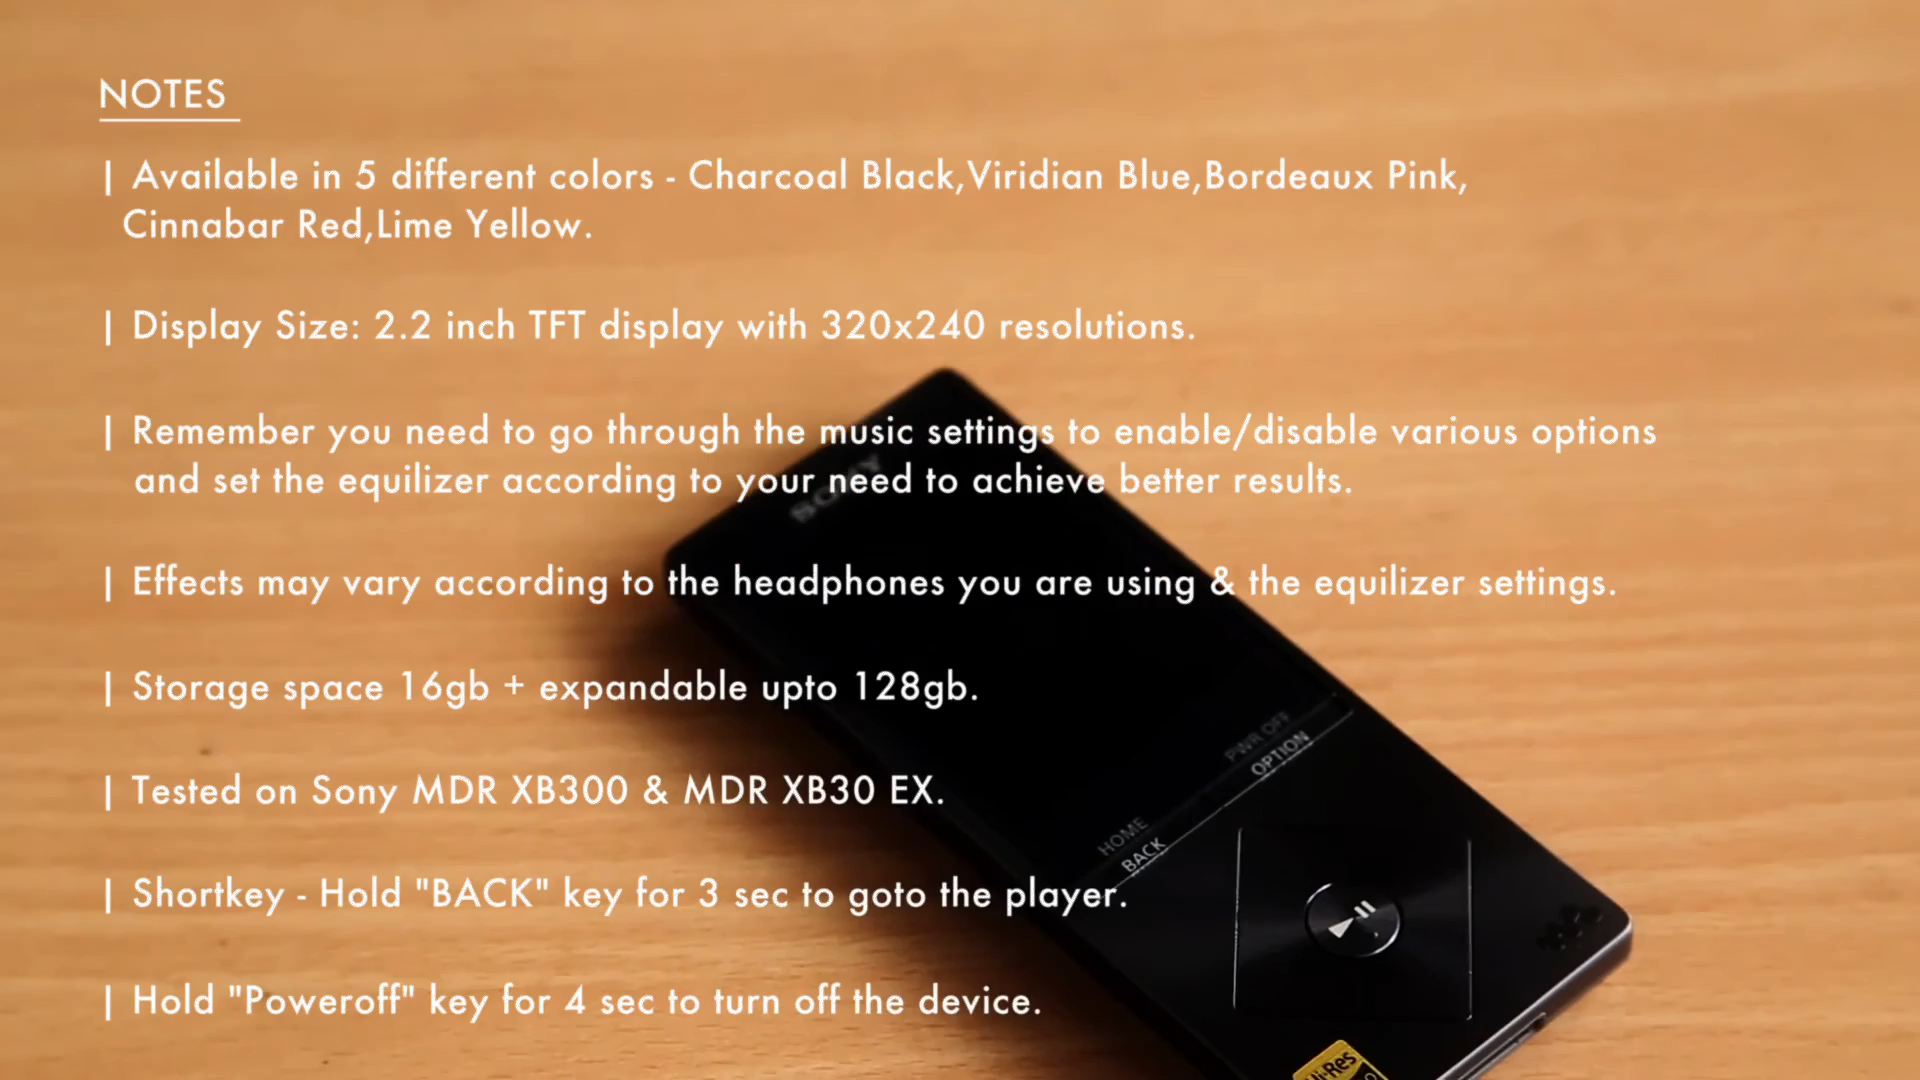 NOTES
| Available in 5 different colors - Charcoal Black,Viridian Blue,Bordeaux Pink,
Cinnabar Red,Lime Yellow.
| Display Size: 2.2 inch TFT display with 320x240 resolutions.
| Remember you need to go through the music settings to enable/disable various options
and set the equilizer according to your need to achieve better results.
SONY
| Effects may vary according to the headphones you are using & the equilizer settings.
| Storage space 16gb + expandable upto 128gb.
PWR OFF
OPTION
| Tested on Sony MDR XB300 & MDR XB30 EX.
HOME
BACK
| Shortkey - Hold "BACK" key for 3 sec to goto the player.
| Hold "Poweroff" key for 4 sec to turn off the device.
Hi-Res